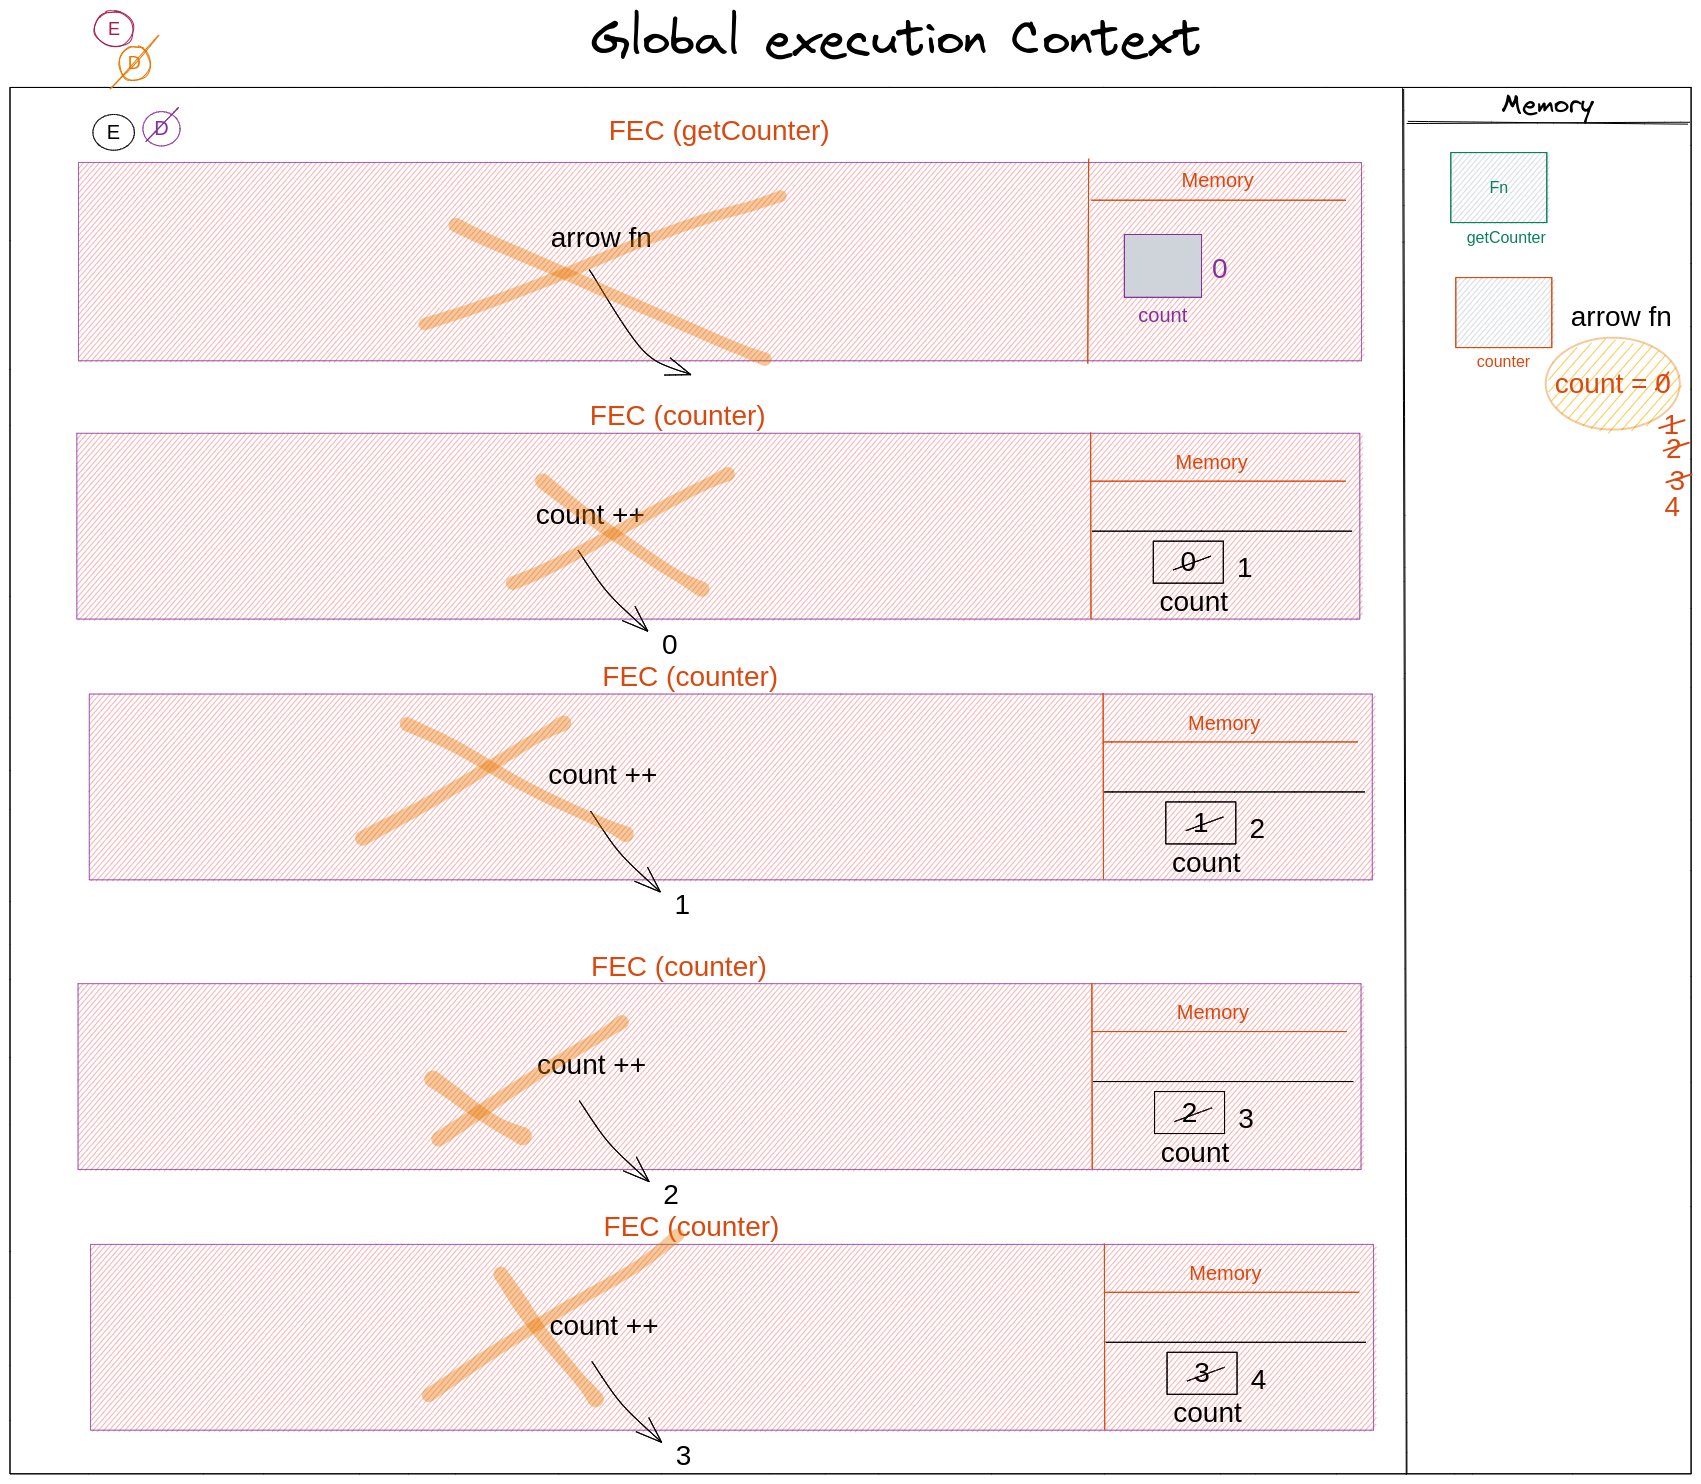 E
Global execution Context
D
Memory
E
D
FEC (getCounter)
Memory
Fn
getCounter
arrow fn
0
count
arrow fn
counter
count = 0
1
2
3
4
FEC (counter)
Memory
count ++
0
1
count
0
FEC (counter)
Memory
count ++
1
2
count
1
FEC (counter)
Memory
count ++
2
3
count
2
FEC (counter)
Memory
count ++
3
4
count
3